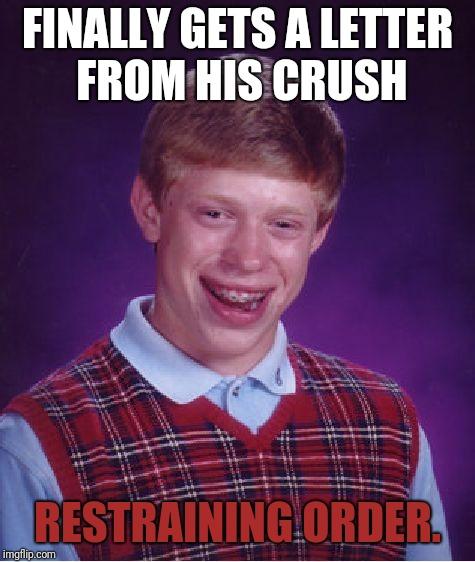 FINALLY GETS A LETTER
FROM HIS CRUSH
RESTRAINING ORDER.
imgflip.com